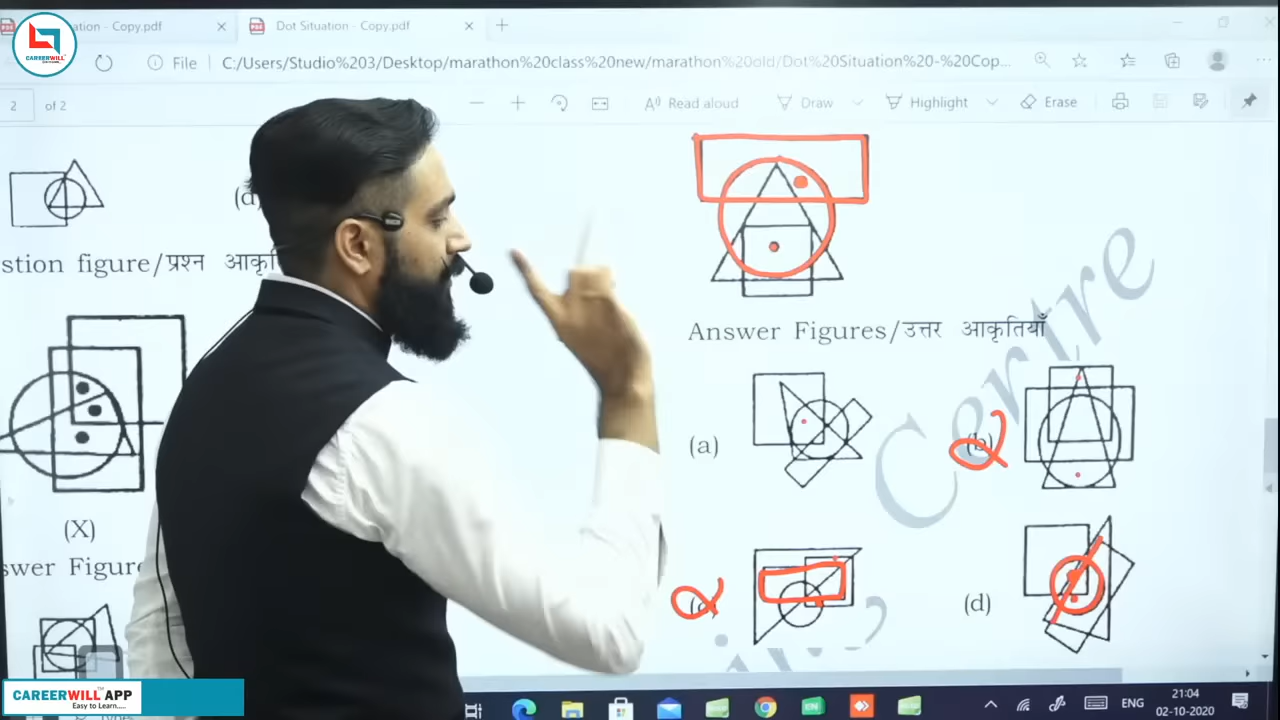 ation - Copy.pdf
Dot Situation - Copy.pdf
CAREERWILL
File
C:/Users/Studio%203/Desktop/marathon%20class%20new/marathon%20old/Dot%20Situation%20-%20Cop...
2
of 2
Read aloud
Draw
Highlight
Erase
(d)
stion figure/प्रश्न आकृति
(X)
swer Figure
Answer Figures/उत्तर आकृतियाँ
(a)
(b)
(c)
(d)
Centre
CAREERWILL APP
Easy to Learn.....
ENG
21:04
02-10-2020